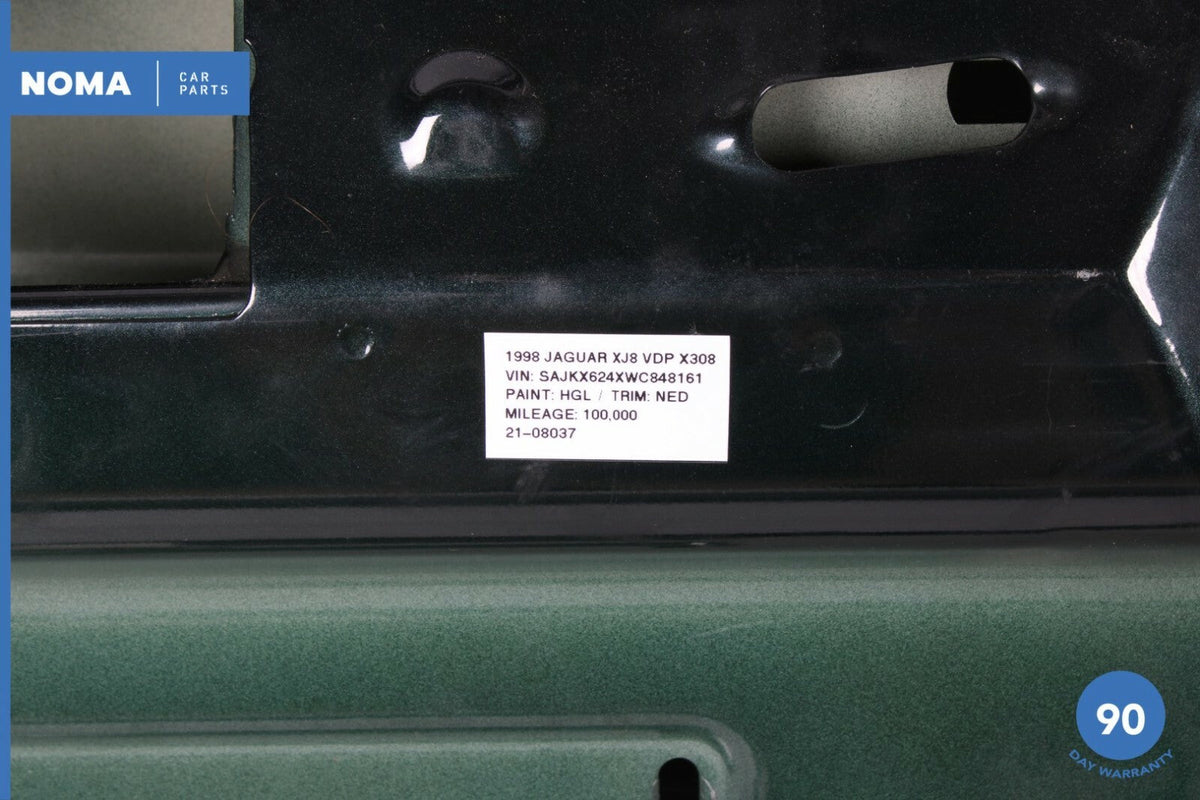 NOMA
CAR
PARTS
1998 JAGUAR XJ8 VDP X308
VIN: SAJKX624XWC848161
PAINT: HGL / TRIM: NED
MILEAGE: 100,000
21-08037
90
DAY WARRANTY